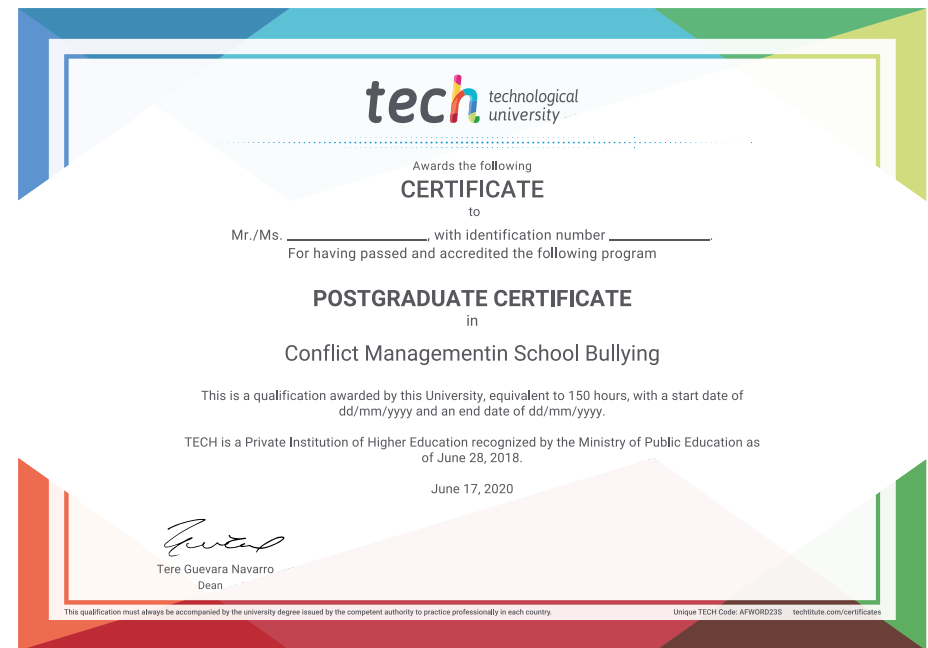 tech technological
university
Awards the following
CERTIFICATE
to
Mr./Ms. ____________________, with identification number ______________.
For having passed and accredited the following program
POSTGRADUATE CERTIFICATE
in
Conflict Managementin School Bullying
This is a qualification awarded by this University, equivalent to 150 hours, with a start date of
dd/mm/yyyy and an end date of dd/mm/yyyy.
TECH is a Private Institution of Higher Education recognized by the Ministry of Public Education as
of June 28, 2018.
June 17, 2020
Tere Guevara Navarro
Dean
This qualification must always be accompanied by the university degree issued by the competent authority to practice professionally in each country.
Unique TECH Code: AFWORD23S techtitute.com/certificates